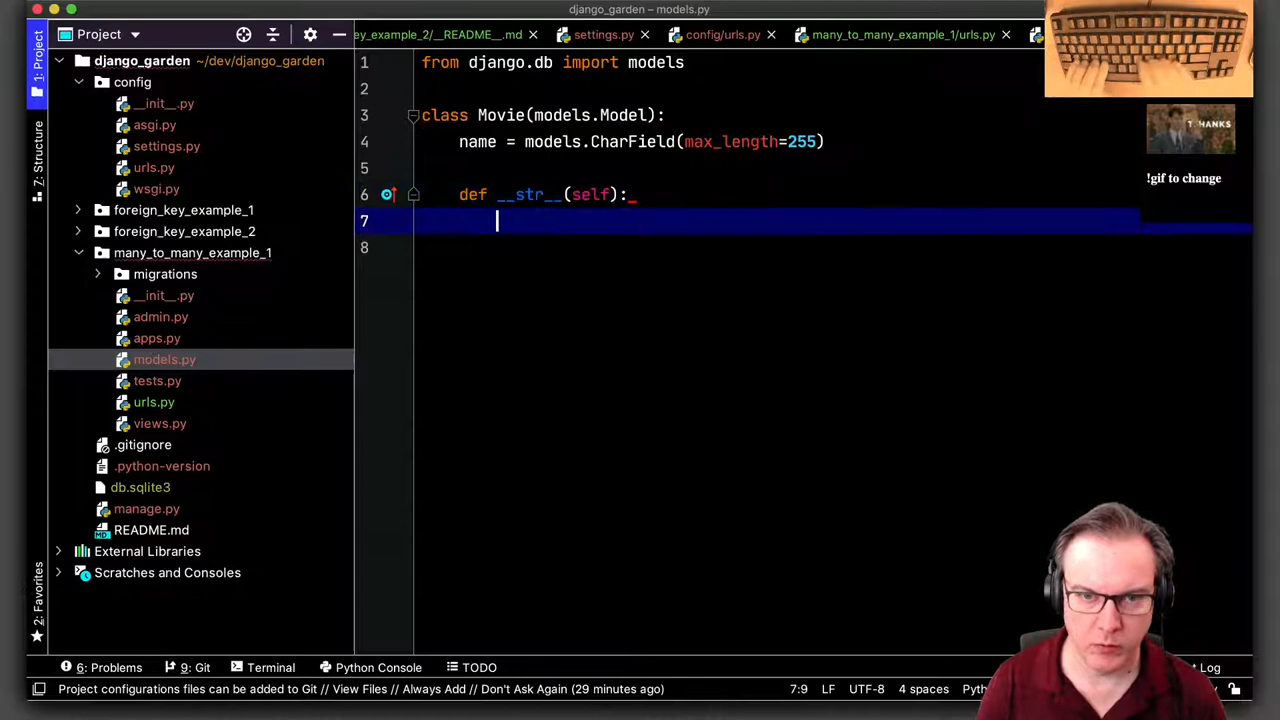 django_garden – models.py
Project
ey_example_2/__README__.md
settings.py
config/urls.py
many_to_many_example_1/urls.py
1: Project
7: Structure
2: Favorites
django_garden ~/dev/django_garden
config
__init__.py
asgi.py
settings.py
urls.py
wsgi.py
foreign_key_example_1
foreign_key_example_2
many_to_many_example_1
migrations
__init__.py
admin.py
apps.py
models.py
tests.py
urls.py
views.py
.gitignore
.python-version
db.sqlite3
manage.py
README.md
External Libraries
Scratches and Consoles
1 from django.db import models
2
3 class Movie(models.Model):
4 name = models.CharField(max_length=255)
5
6 def __str__(self):
7
8
T. HANKS
!gif to change
6: Problems
9: Git
Terminal
Python Console
TODO
Log
Project configurations files can be added to Git // View Files // Always Add // Don't Ask Again (29 minutes ago)
7:9
LF
UTF-8
4 spaces
Pyth